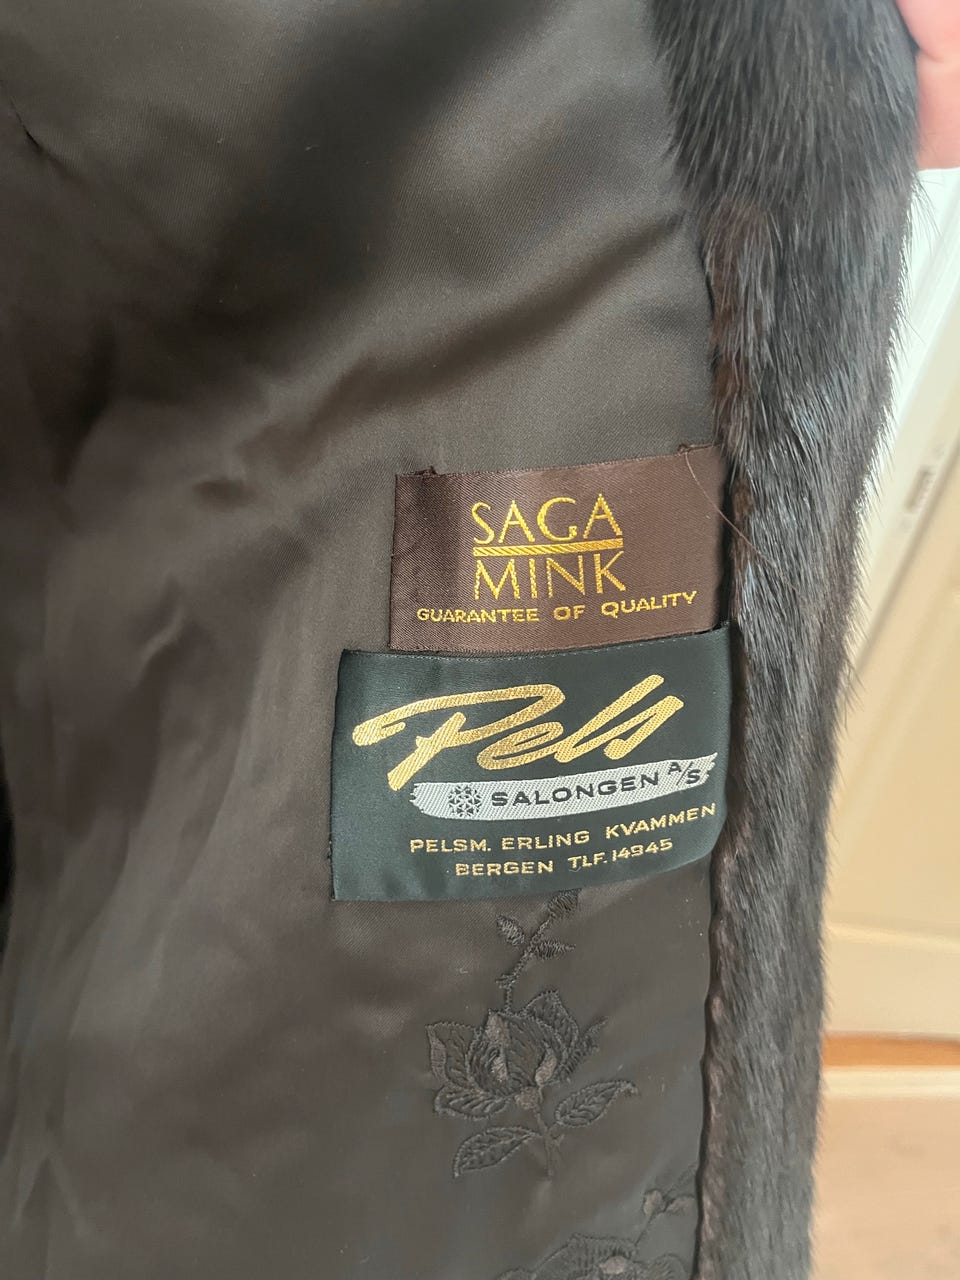 SAGA
MINK
GUARANTEE OF QUALITY
Pels
SALONGEN A/S
PELSM. ERLING KVAMMEN
BERGEN TLF. 14945